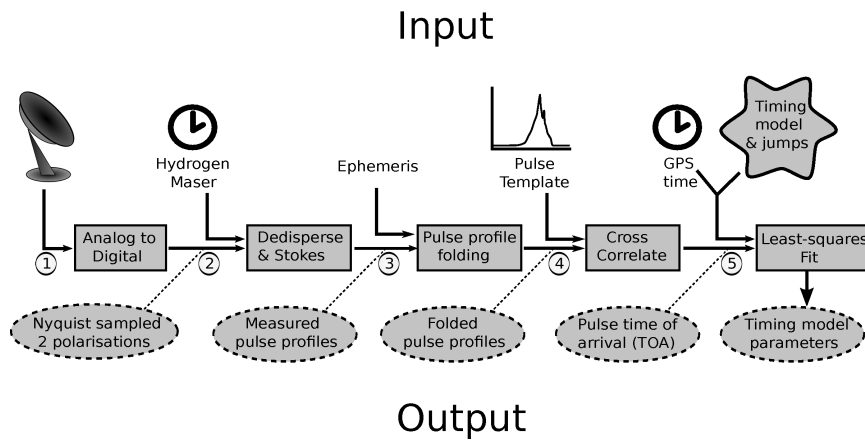 Input
Hydrogen
Maser
Ephemeris
Pulse
Template
GPS
time
Timing
model
& jumps
Analog to
Digital
Dedisperse
& Stokes
Pulse profile
folding
Cross
Correlate
Least-squares
Fit
1
2
3
4
5
Nyquist sampled
2 polarisations
Measured
pulse profiles
Folded
pulse profiles
Pulse time of
arrival (TOA)
Timing model
parameters
Output